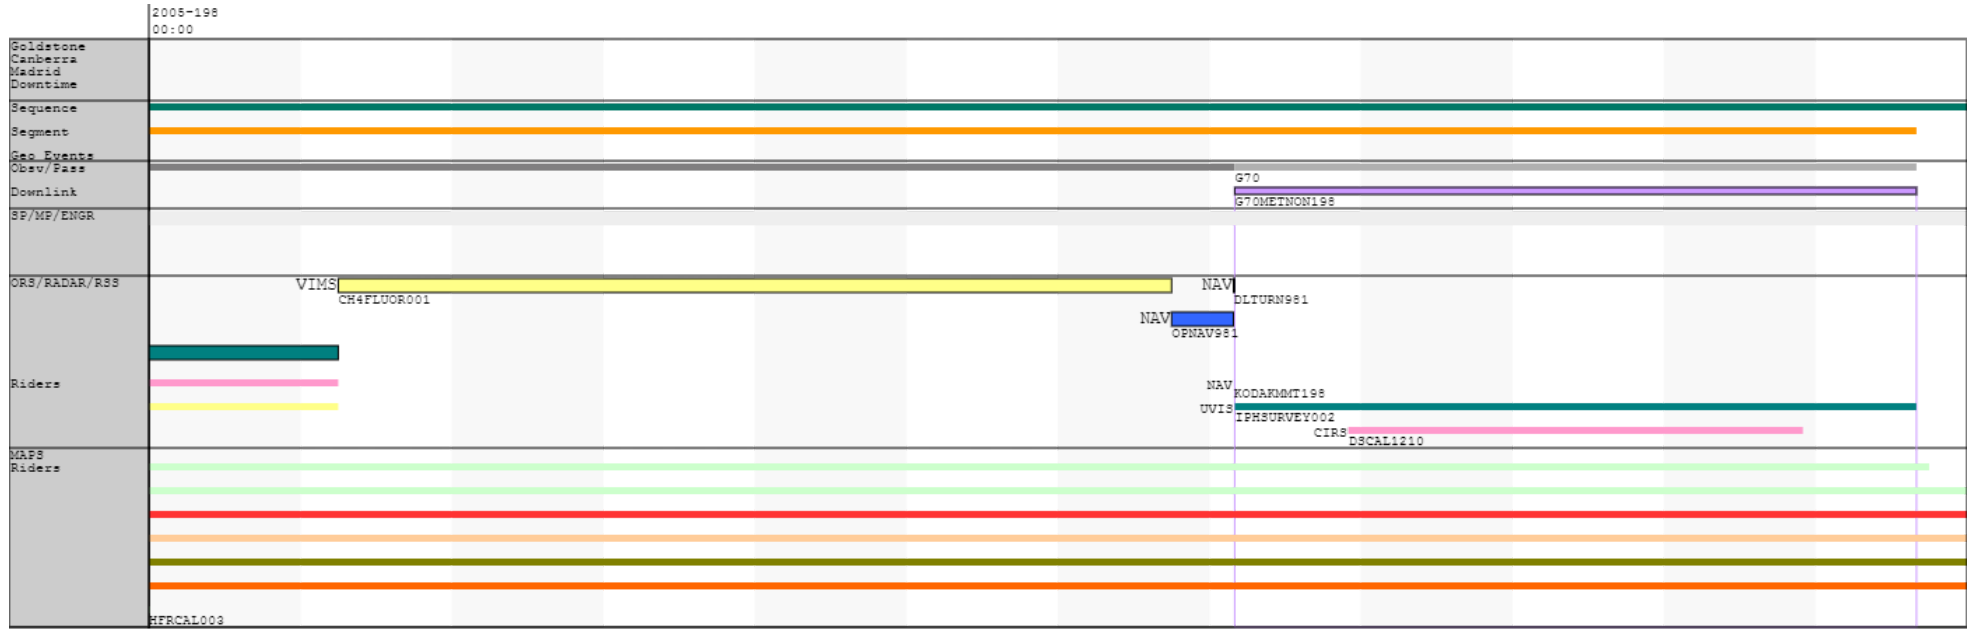 2005-198
00:00
Goldstone
Canberra
Madrid
Downtime
Sequence
Segment
Geo Events
Obsv/Pass
G70
Downlink
G70METNON198
SP/MP/ENGR
ORS/RADAR/RSS
VIMS
NAV
CH4FLUOR001
DLTURN981
NAV
OPNAV981
Riders
NAV
KODAKMMT198
UVIS
IPHSURVEY002
CIRS
DSCAL1210
MAPS
Riders
HFRCAL003